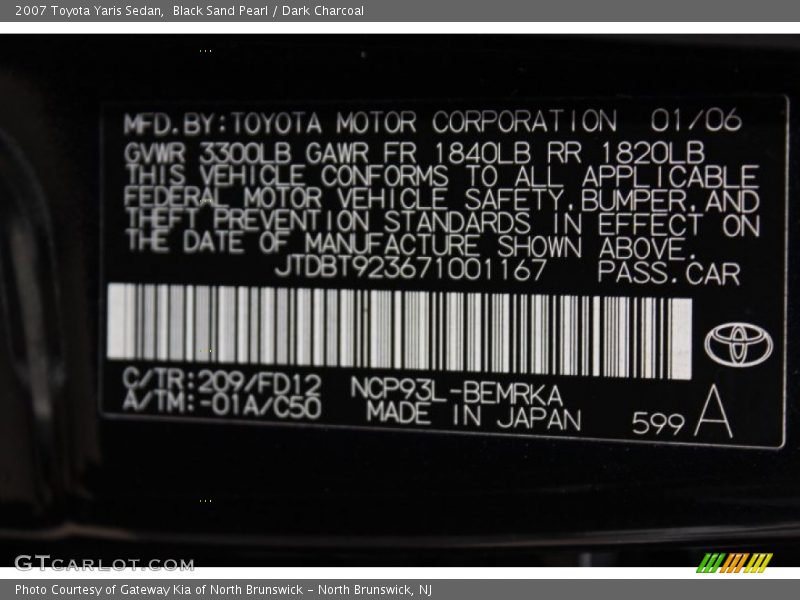 2007 Toyota Yaris Sedan, Black Sand Pearl / Dark Charcoal
MFD.BY:TOYOTA MOTOR CORPORATION 01/06
GVWR 3300LB GAWR FR 1840LB RR 1820LB
THIS VEHICLE CONFORMS TO ALL APPLICABLE
FEDERAL MOTOR VEHICLE SAFETY,BUMPER,AND
THEFT PREVENTION STANDARDS IN EFFECT ON
THE DATE OF MANUFACTURE SHOWN ABOVE.
JTDBT923671001167 PASS.CAR
C/TR:209/FD12 NCP93L-BEMRKA
A/TM:-01A/C50 MADE IN JAPAN 599 A
GTCARLOT.COM
Photo Courtesy of Gateway Kia of North Brunswick - North Brunswick, NJ